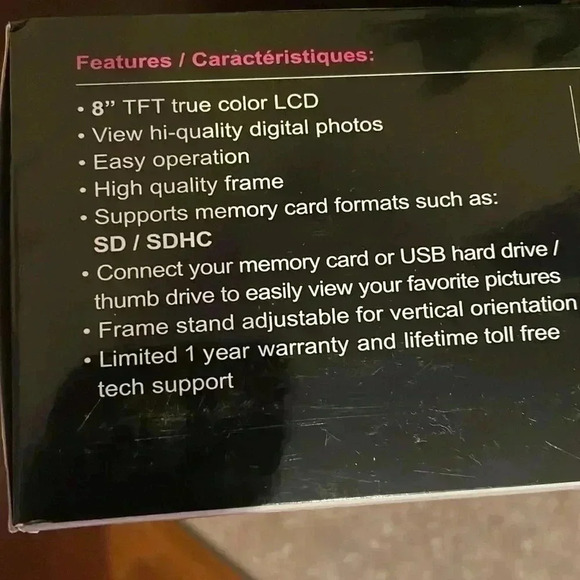 Features / Caractéristiques:
• 8” TFT true color LCD
• View hi-quality digital photos
• Easy operation
• High quality frame
• Supports memory card formats such as:
SD / SDHC
• Connect your memory card or USB hard drive /
thumb drive to easily view your favorite pictures
• Frame stand adjustable for vertical orientation
• Limited 1 year warranty and lifetime toll free
tech support